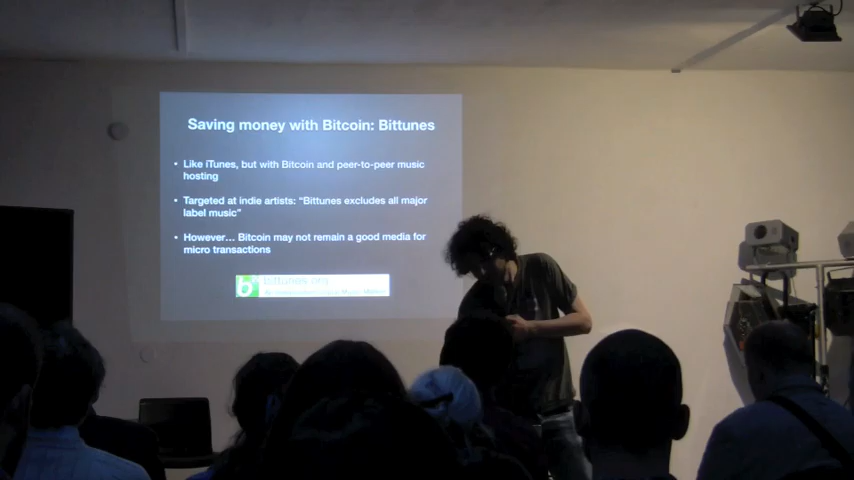 Saving money with Bitcoin: Bittunes
• Like iTunes, but with Bitcoin and peer-to-peer music
hosting
• Targeted at indie artists: “Bittunes excludes all major
label music”
• However… Bitcoin may not remain a good media for
micro transactions
b
bittunes.org